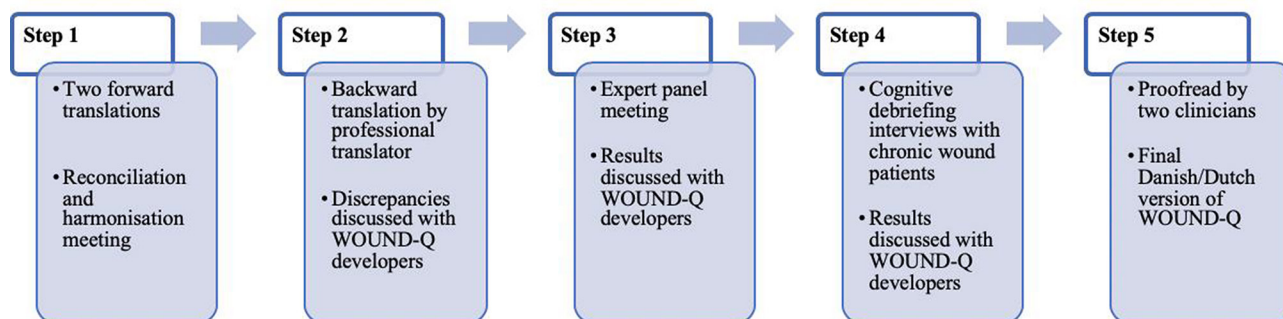 Step 1
• Two forward
translations
• Reconciliation
and
harmonisation
meeting
Step 2
• Backward
translation by
professional
translator
• Discrepancies
discussed with
WOUND-Q
developers
Step 3
• Expert panel
meeting
• Results
discussed with
WOUND-Q
developers
Step 4
• Cognitive
debriefing
interviews with
chronic wound
patients
• Results
discussed with
WOUND-Q
developers
Step 5
• Proofread by
two clinicians
• Final
Danish/Dutch
version of
WOUND-Q